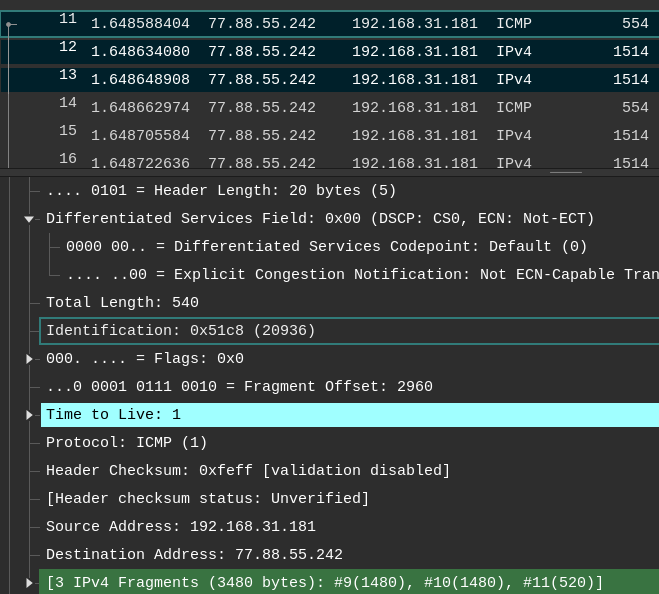 11 1.648588404 77.88.55.242 192.168.31.181 ICMP 554
12 1.648634080 77.88.55.242 192.168.31.181 IPv4 1514
13 1.648648908 77.88.55.242 192.168.31.181 IPv4 1514
14 1.648662974 77.88.55.242 192.168.31.181 ICMP 554
15 1.648705584 77.88.55.242 192.168.31.181 IPv4 1514
16 1.648722636 77.88.55.242 192.168.31.181 IPv4 1514
.... 0101 = Header Length: 20 bytes (5)
Differentiated Services Field: 0x00 (DSCP: CS0, ECN: Not-ECT)
0000 00.. = Differentiated Services Codepoint: Default (0)
.... ..00 = Explicit Congestion Notification: Not ECN-Capable Tran
Total Length: 540
Identification: 0x51c8 (20936)
000. .... = Flags: 0x0
...0 0001 0111 0010 = Fragment Offset: 2960
Time to Live: 1
Protocol: ICMP (1)
Header Checksum: 0xfeff [validation disabled]
[Header checksum status: Unverified]
Source Address: 192.168.31.181
Destination Address: 77.88.55.242
[3 IPv4 Fragments (3480 bytes): #9(1480), #10(1480), #11(520)]